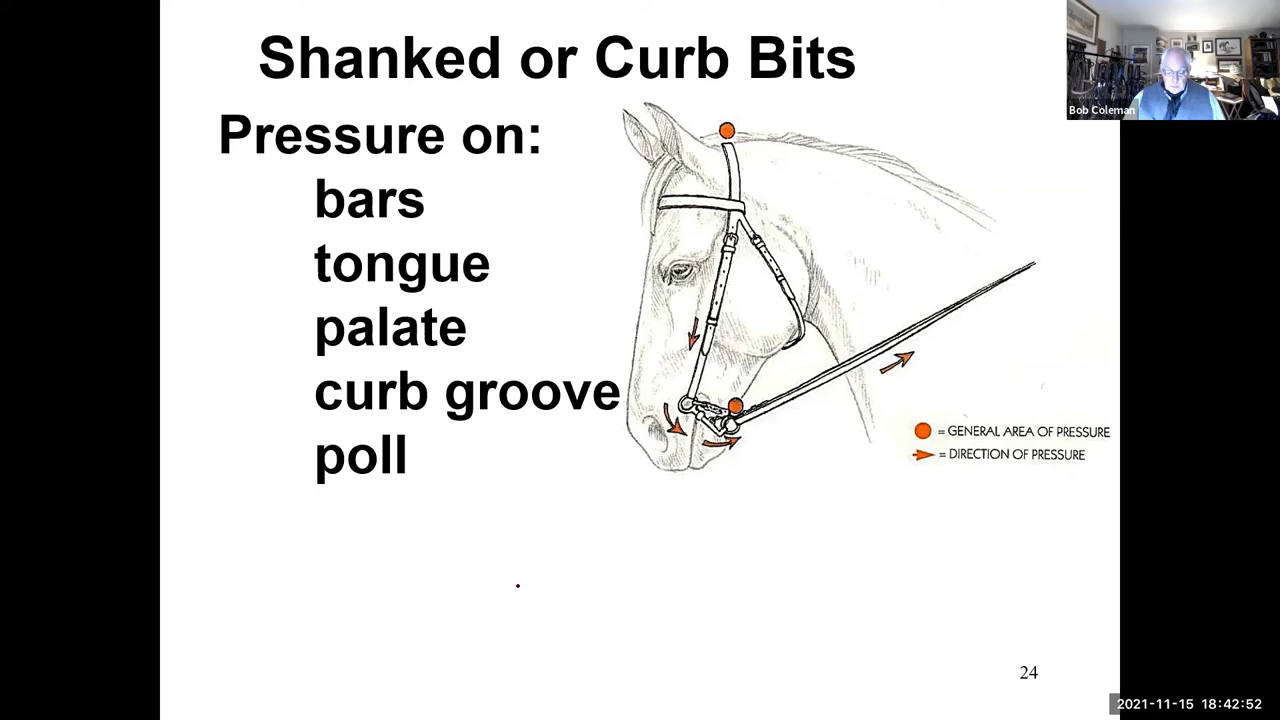 Shanked or Curb Bits
Pressure on:
bars
tongue
palate
curb groove
poll
= GENERAL AREA OF PRESSURE
= DIRECTION OF PRESSURE
24
Bob Coleman
2021-11-15 18:42:52